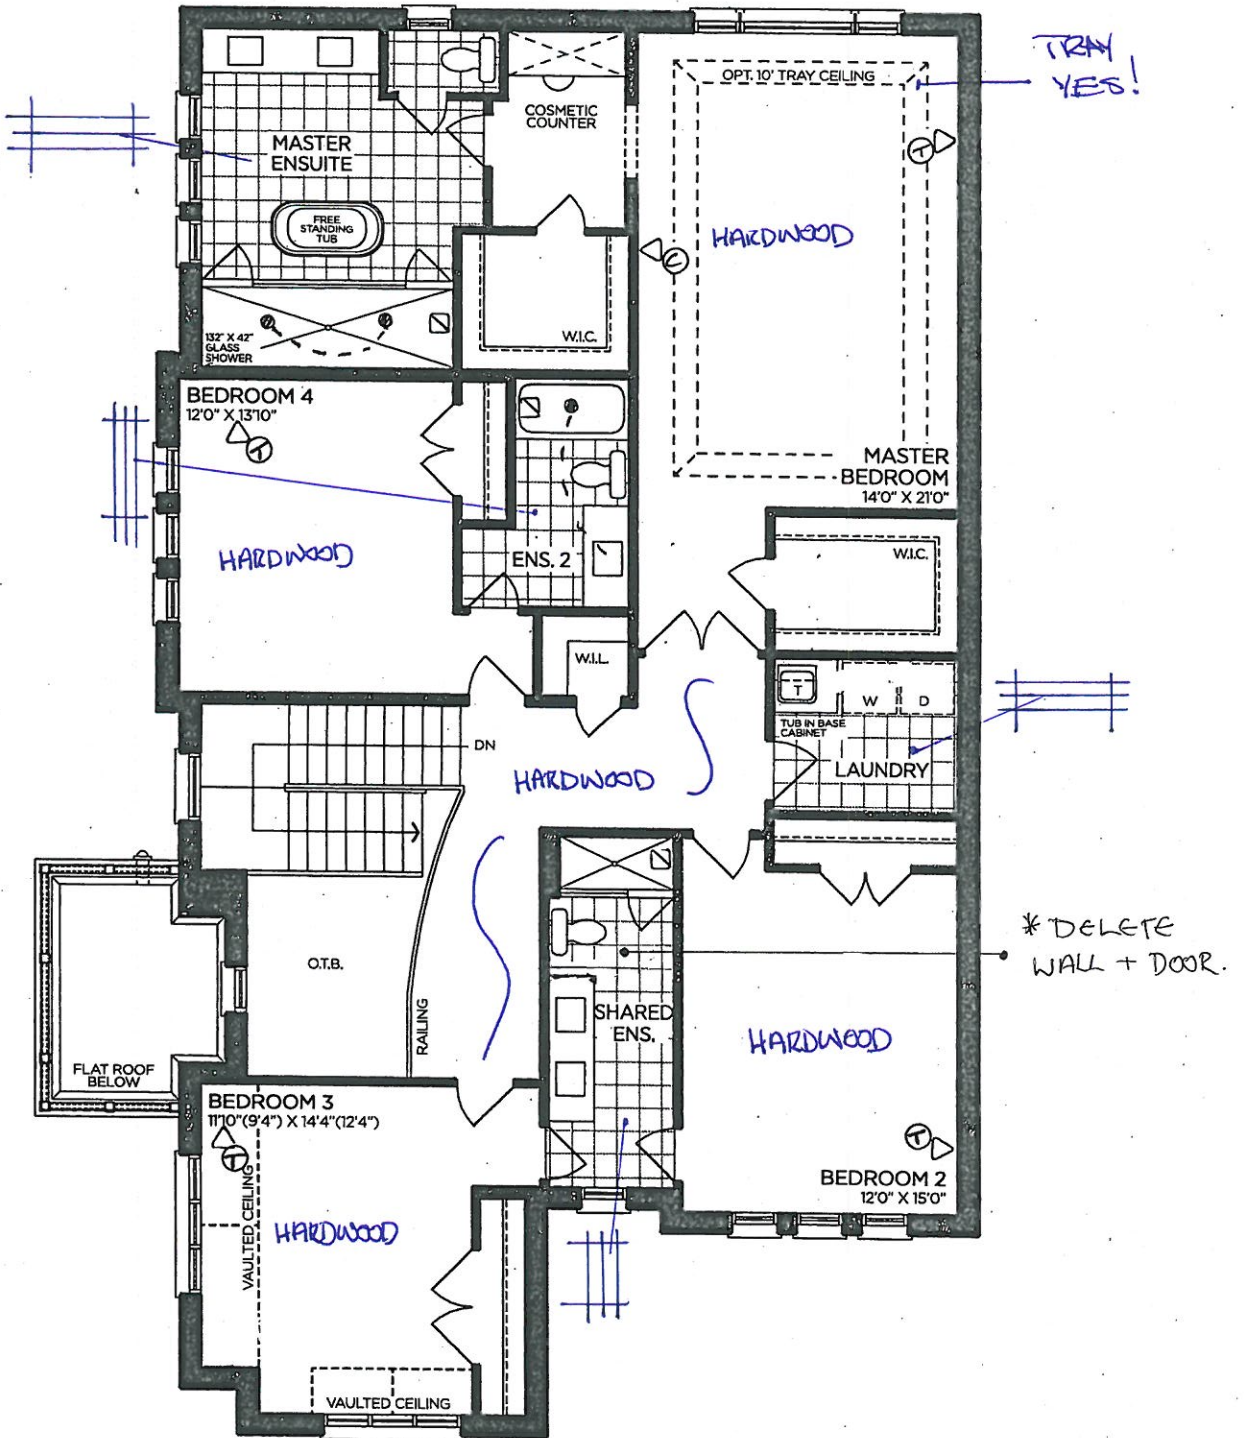 TRAY
YES!
OPT. 10' TRAY CEILING
COSMETIC
COUNTER
MASTER
ENSUITE
T
FREE
STANDING
TUB
HARDWOOD
C
W.I.C.
132" X 42"
GLASS
SHOWER
BEDROOM 4
12'0" X 13'10"
T
MASTER
BEDROOM
14'0" X 21'0"
HARDWOOD
ENS. 2
W.I.C.
W.I.L.
T
W
D
TUB IN BASE
CABINET
LAUNDRY
DN
HARDWOOD
* DELETE
WALL + DOOR.
O.T.B.
RAILING
SHARED
ENS.
HARDWOOD
FLAT ROOF
BELOW
BEDROOM 3
11'10"(9'4") X 14'4"(12'4")
T
T
BEDROOM 2
12'0" X 15'0"
VAULTED CEILING
HARDWOOD
VAULTED CEILING